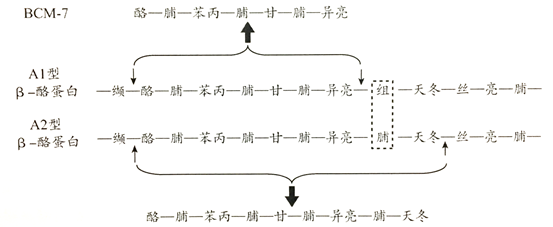 BCM-7 酪—脯—苯丙—脯—甘—脯—异亮
A1型
β-酪蛋白 —缬—酪—脯—苯丙—脯—甘—脯—异亮—组—天冬—丝—亮—脯—
A2型
β-酪蛋白 —缬—酪—脯—苯丙—脯—甘—脯—异亮—脯—天冬—丝—亮—脯—
酪—脯—苯丙—脯—甘—脯—异亮—脯—天冬